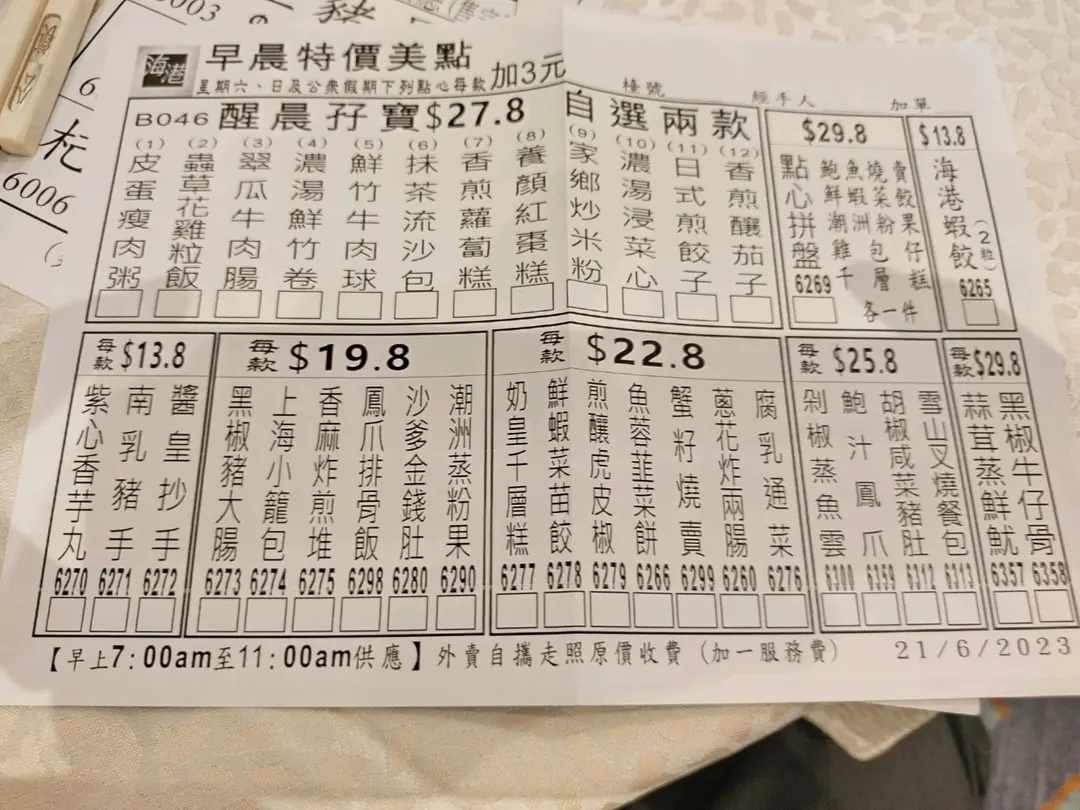 003
6006
海港
早晨特價美點
星期六、日及公眾假期下列點心每款 加3元
檯號
經手人
加單
B046 醒晨孖寶$27.8 自選兩款
(1) 皮蛋瘦肉粥
(2) 蟲草花雞粒飯
(3) 翠瓜牛肉腸
(4) 濃湯鮮竹卷
(5) 鮮竹牛肉球
(6) 抹茶流沙包
(7) 香煎蘿蔔糕
(8) 養顏紅棗糕
(9) 家鄉炒米粉
(10) 濃湯浸菜心
(11) 日式煎餃子
(12) 香煎釀茄子
$29.8
點心拼盤
鮑魚燒賣
鮮蝦菜餃
潮洲粉果
雞包仔
千層糕
各一件
6269
$13.8
海港蝦餃(2粒)
6265
每款 $13.8
紫心香芋丸 6270
南乳豬手 6271
醬皇抄手 6272
每款 $19.8
黑椒豬大腸 6273
上海小籠包 6274
香麻炸煎堆 6275
鳳爪排骨飯 6298
沙爹金錢肚 6280
潮洲蒸粉果 6290
每款 $22.8
奶皇千層糕 6277
鮮蝦菜苗餃 6278
煎釀虎皮椒 6279
魚蓉韮菜餅 6266
蟹籽燒賣 6299
蔥花炸兩腸 6260
腐乳通菜 6276
每款 $25.8
剁椒蒸魚雲 6300
鮑汁鳳爪 6359
胡椒咸菜豬肚 6312
雪山叉燒餐包 6313
每款 $29.8
蒜茸蒸鮮魷 6357
黑椒牛仔骨 6358
【早上7:00am至11:00am供應】外賣自攜走照原價收費 (加一服務費)
21/6/2023